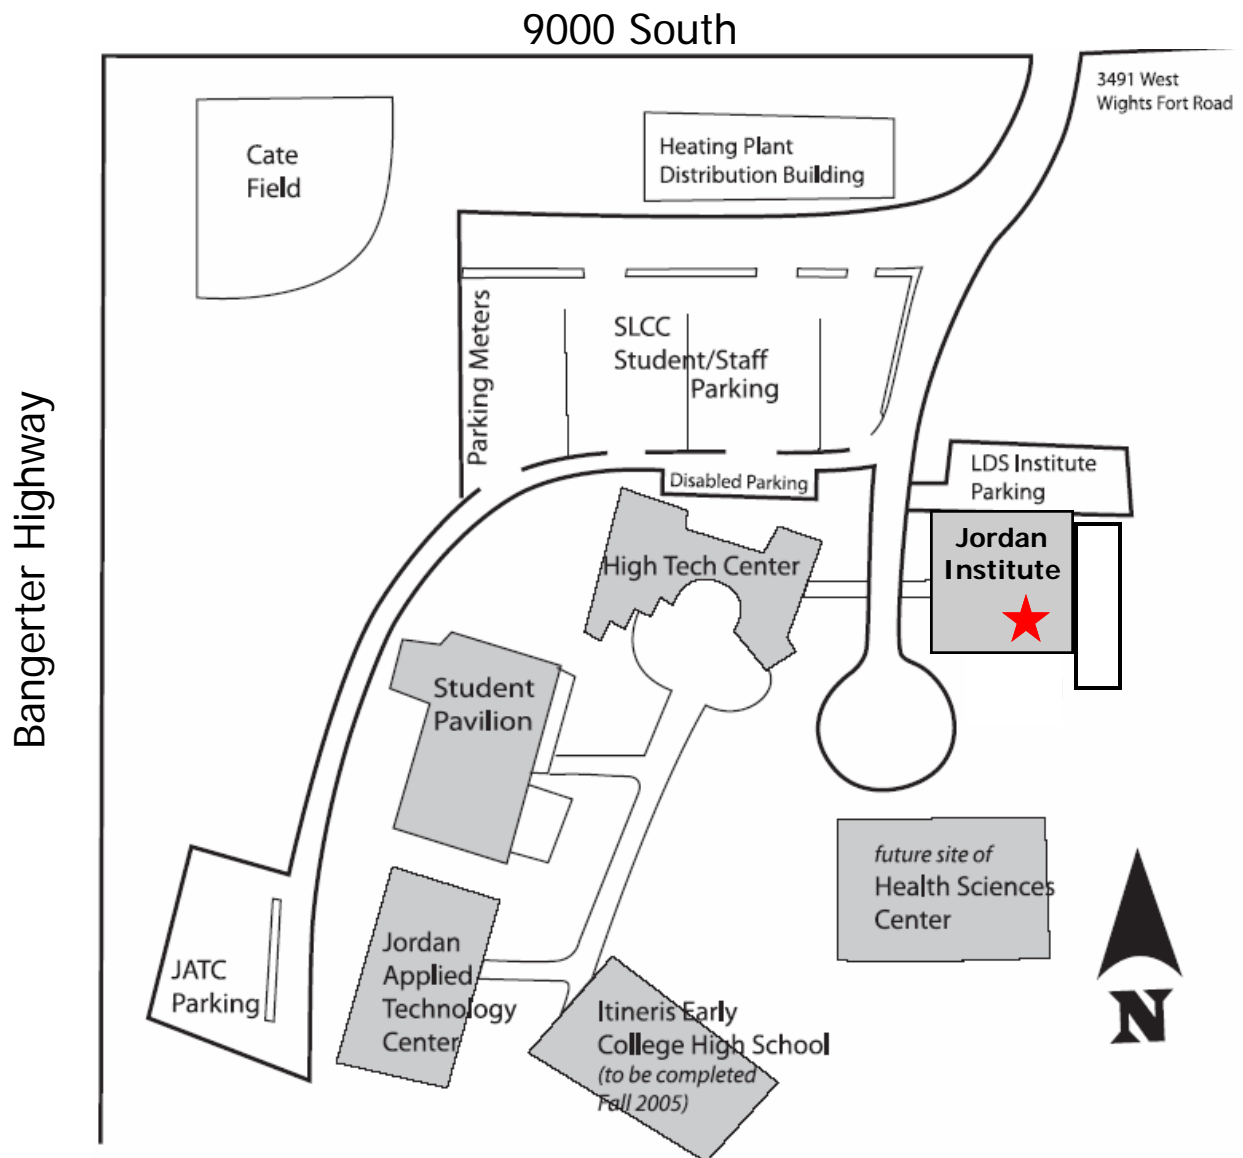 9000 South
3491 West
Wights Fort Road
Cate
Field
Heating Plant
Distribution Building
Parking Meters
SLCC
Student/Staff
Parking
Bangerter Highway
Disabled Parking
LDS Institute
Parking
Jordan
Institute
High Tech Center
Student
Pavilion
future site of
Health Sciences
Center
JATC
Parking
Jordan
Applied
Technology
Center
Itineris Early
College High School
(to be completed
Fall 2005)
N